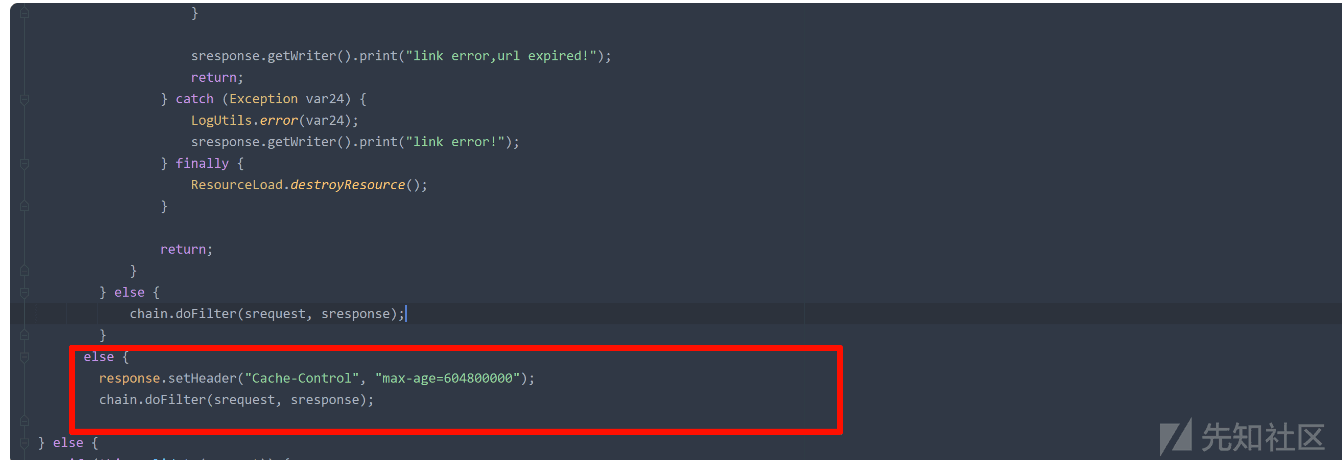 }
sresponse.getWriter().print("link error,url expired!");
return;
} catch (Exception var24) {
LogUtils.error(var24);
sresponse.getWriter().print("link error!");
} finally {
ResourceLoad.destroyResource();
}
return;
}
} else {
chain.doFilter(srequest, sresponse);
}
else {
response.setHeader("Cache-Control", "max-age=604800000");
chain.doFilter(srequest, sresponse);
} else {
先知社区